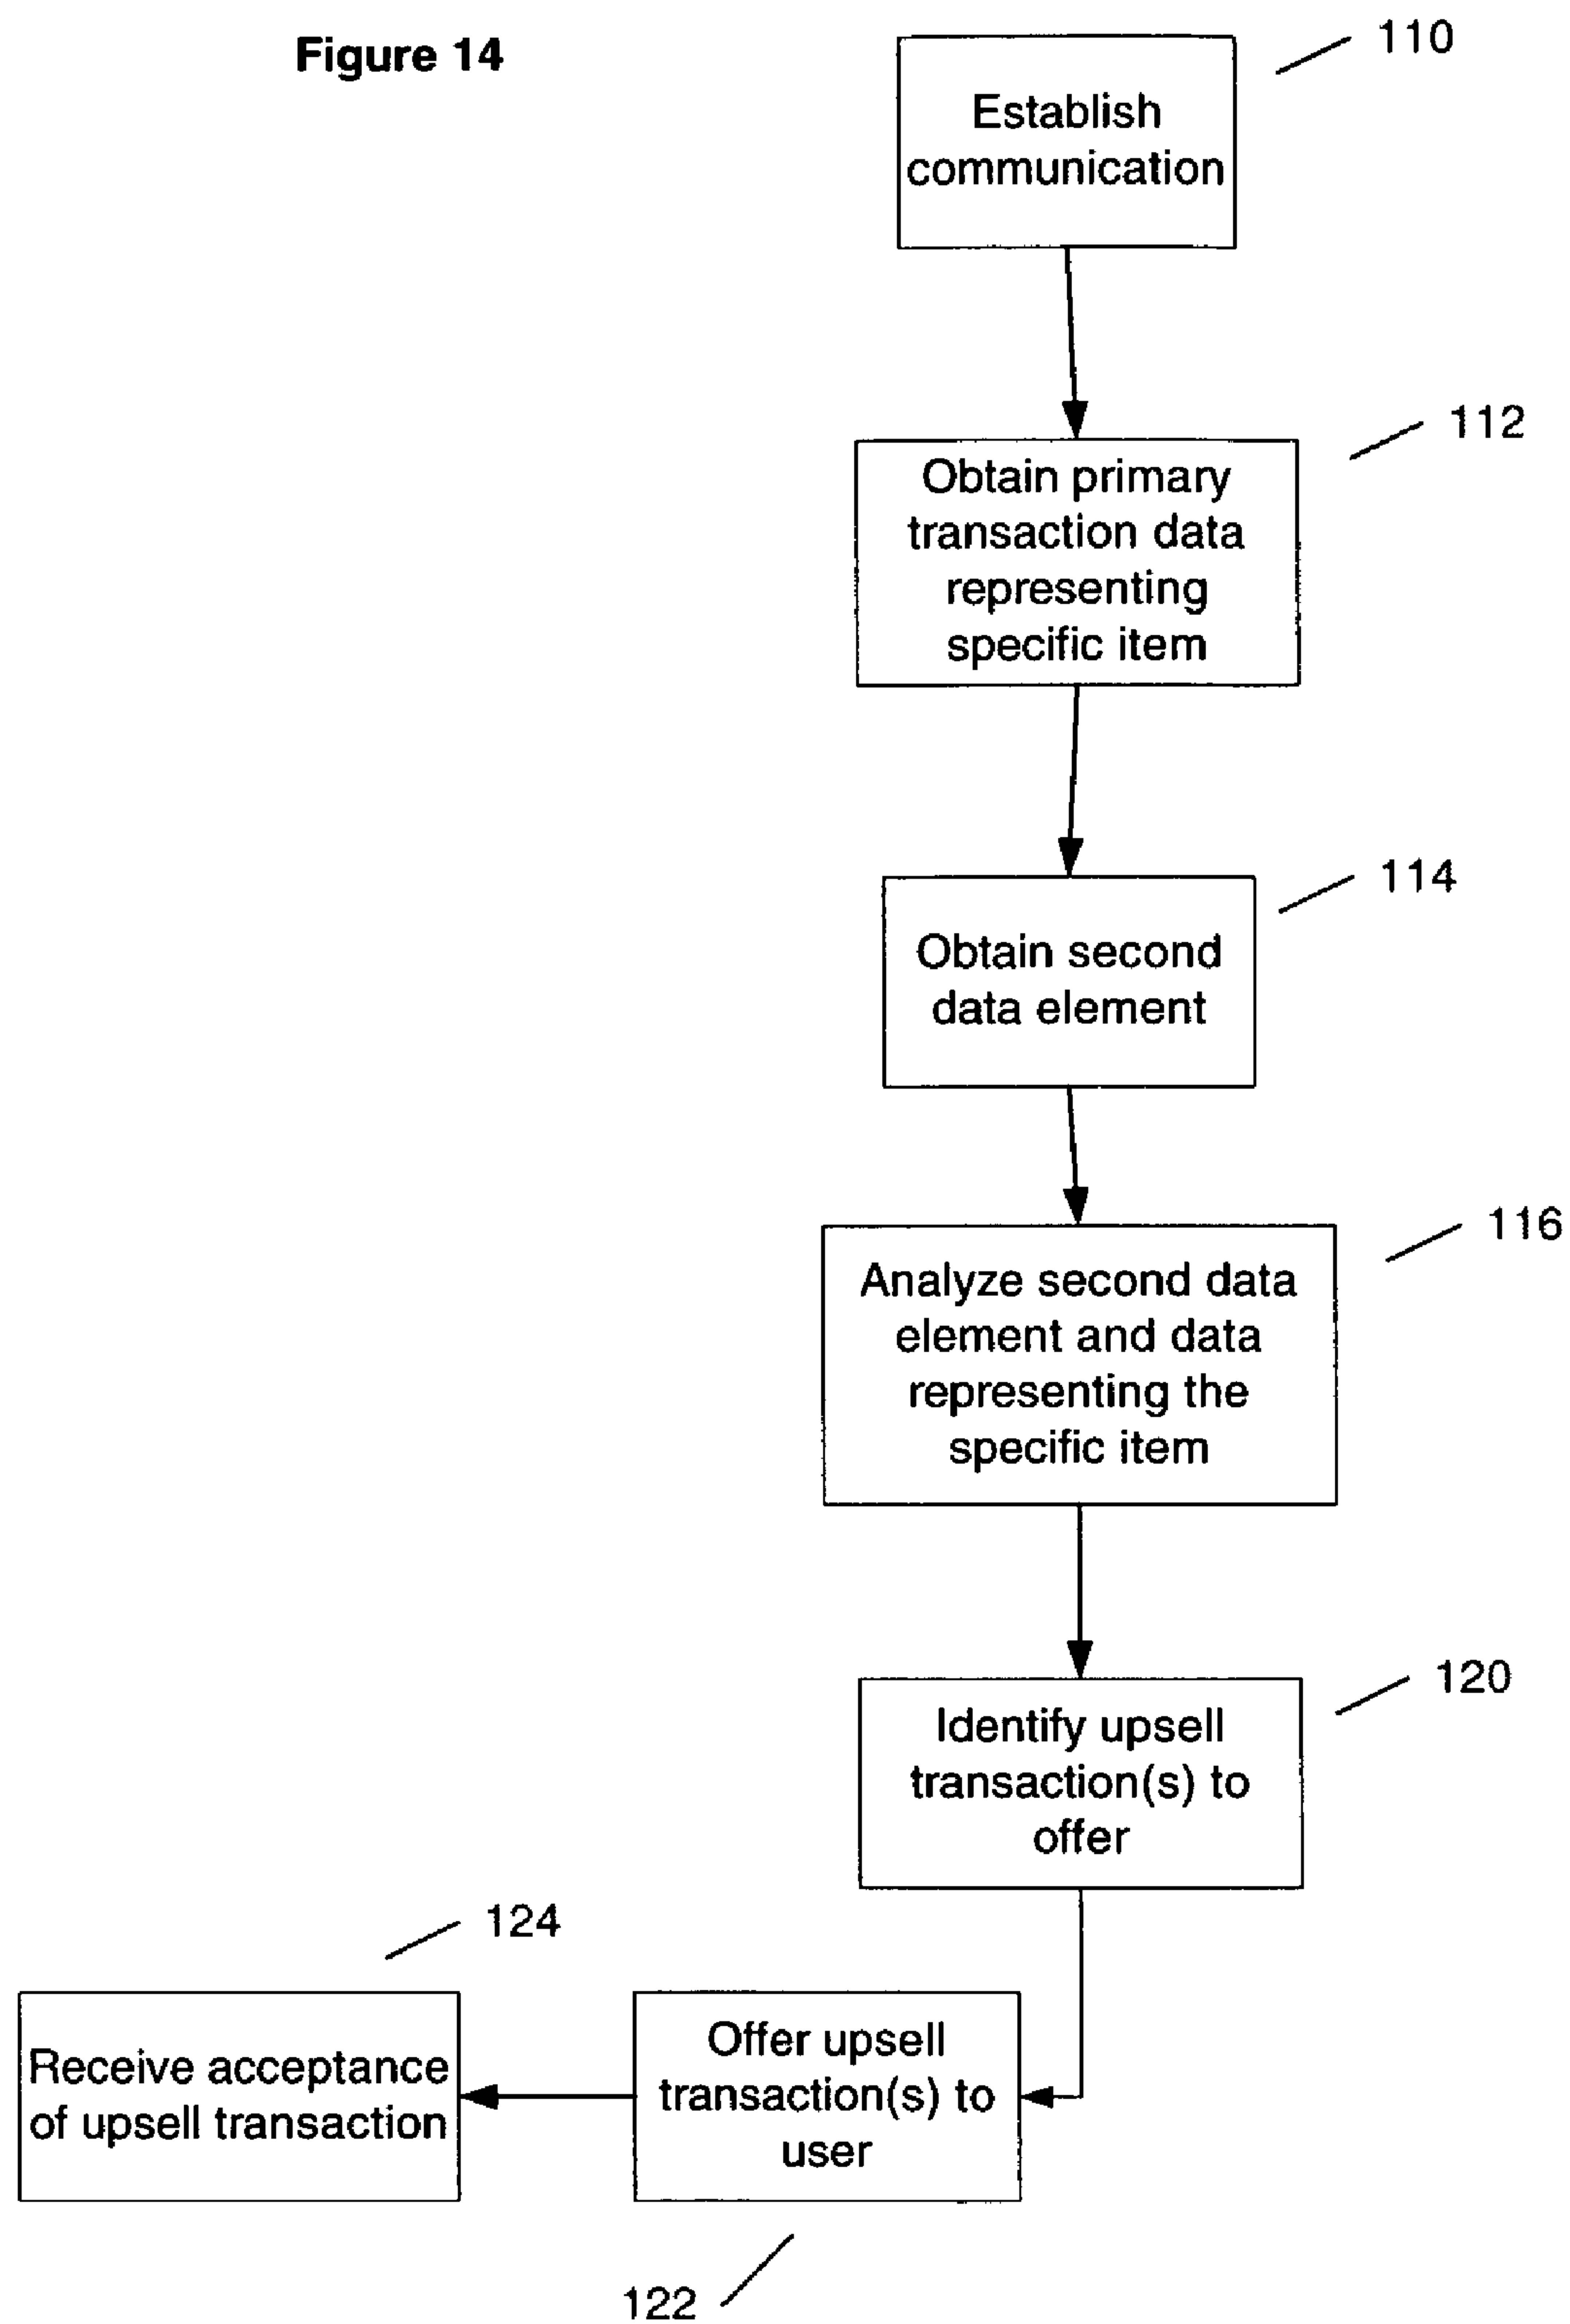 Figure 14
110
Establish
communication
112
Obtain primary
transaction data
representing
specific item
114
Obtain second
data element
116
Analyze second data
element and data
representing the
specific item
120
Identify upsell
transaction(s) to
offer
124
Receive acceptance
of upsell transaction
Offer upsell
transaction(s) to
user
122